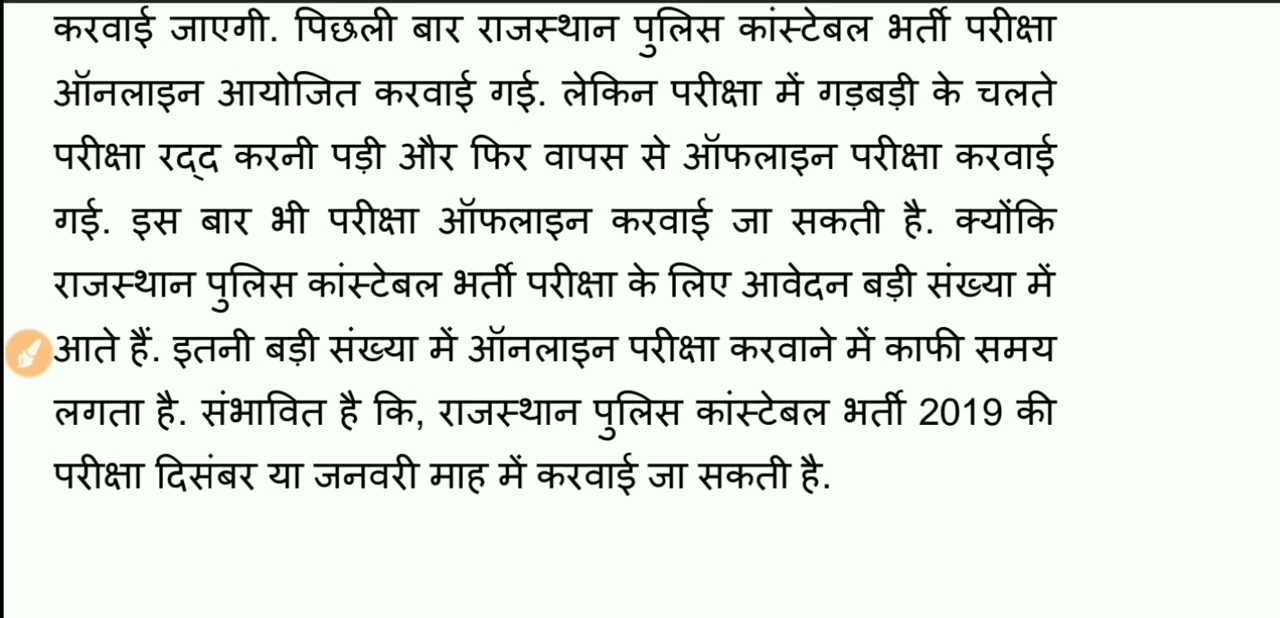 करवाई जाएगी. पिछली बार राजस्थान पुलिस कांस्टेबल भर्ती परीक्षा
ऑनलाइन आयोजित करवाई गई. लेकिन परीक्षा में गड़बड़ी के चलते
परीक्षा रद्द करनी पड़ी और फिर वापस से ऑफलाइन परीक्षा करवाई
गई. इस बार भी परीक्षा ऑफलाइन करवाई जा सकती है. क्योंकि
राजस्थान पुलिस कांस्टेबल भर्ती परीक्षा के लिए आवेदन बड़ी संख्या में
आते हैं. इतनी बड़ी संख्या में ऑनलाइन परीक्षा करवाने में काफी समय
लगता है. संभावित है कि, राजस्थान पुलिस कांस्टेबल भर्ती 2019 की
परीक्षा दिसंबर या जनवरी माह में करवाई जा सकती है.